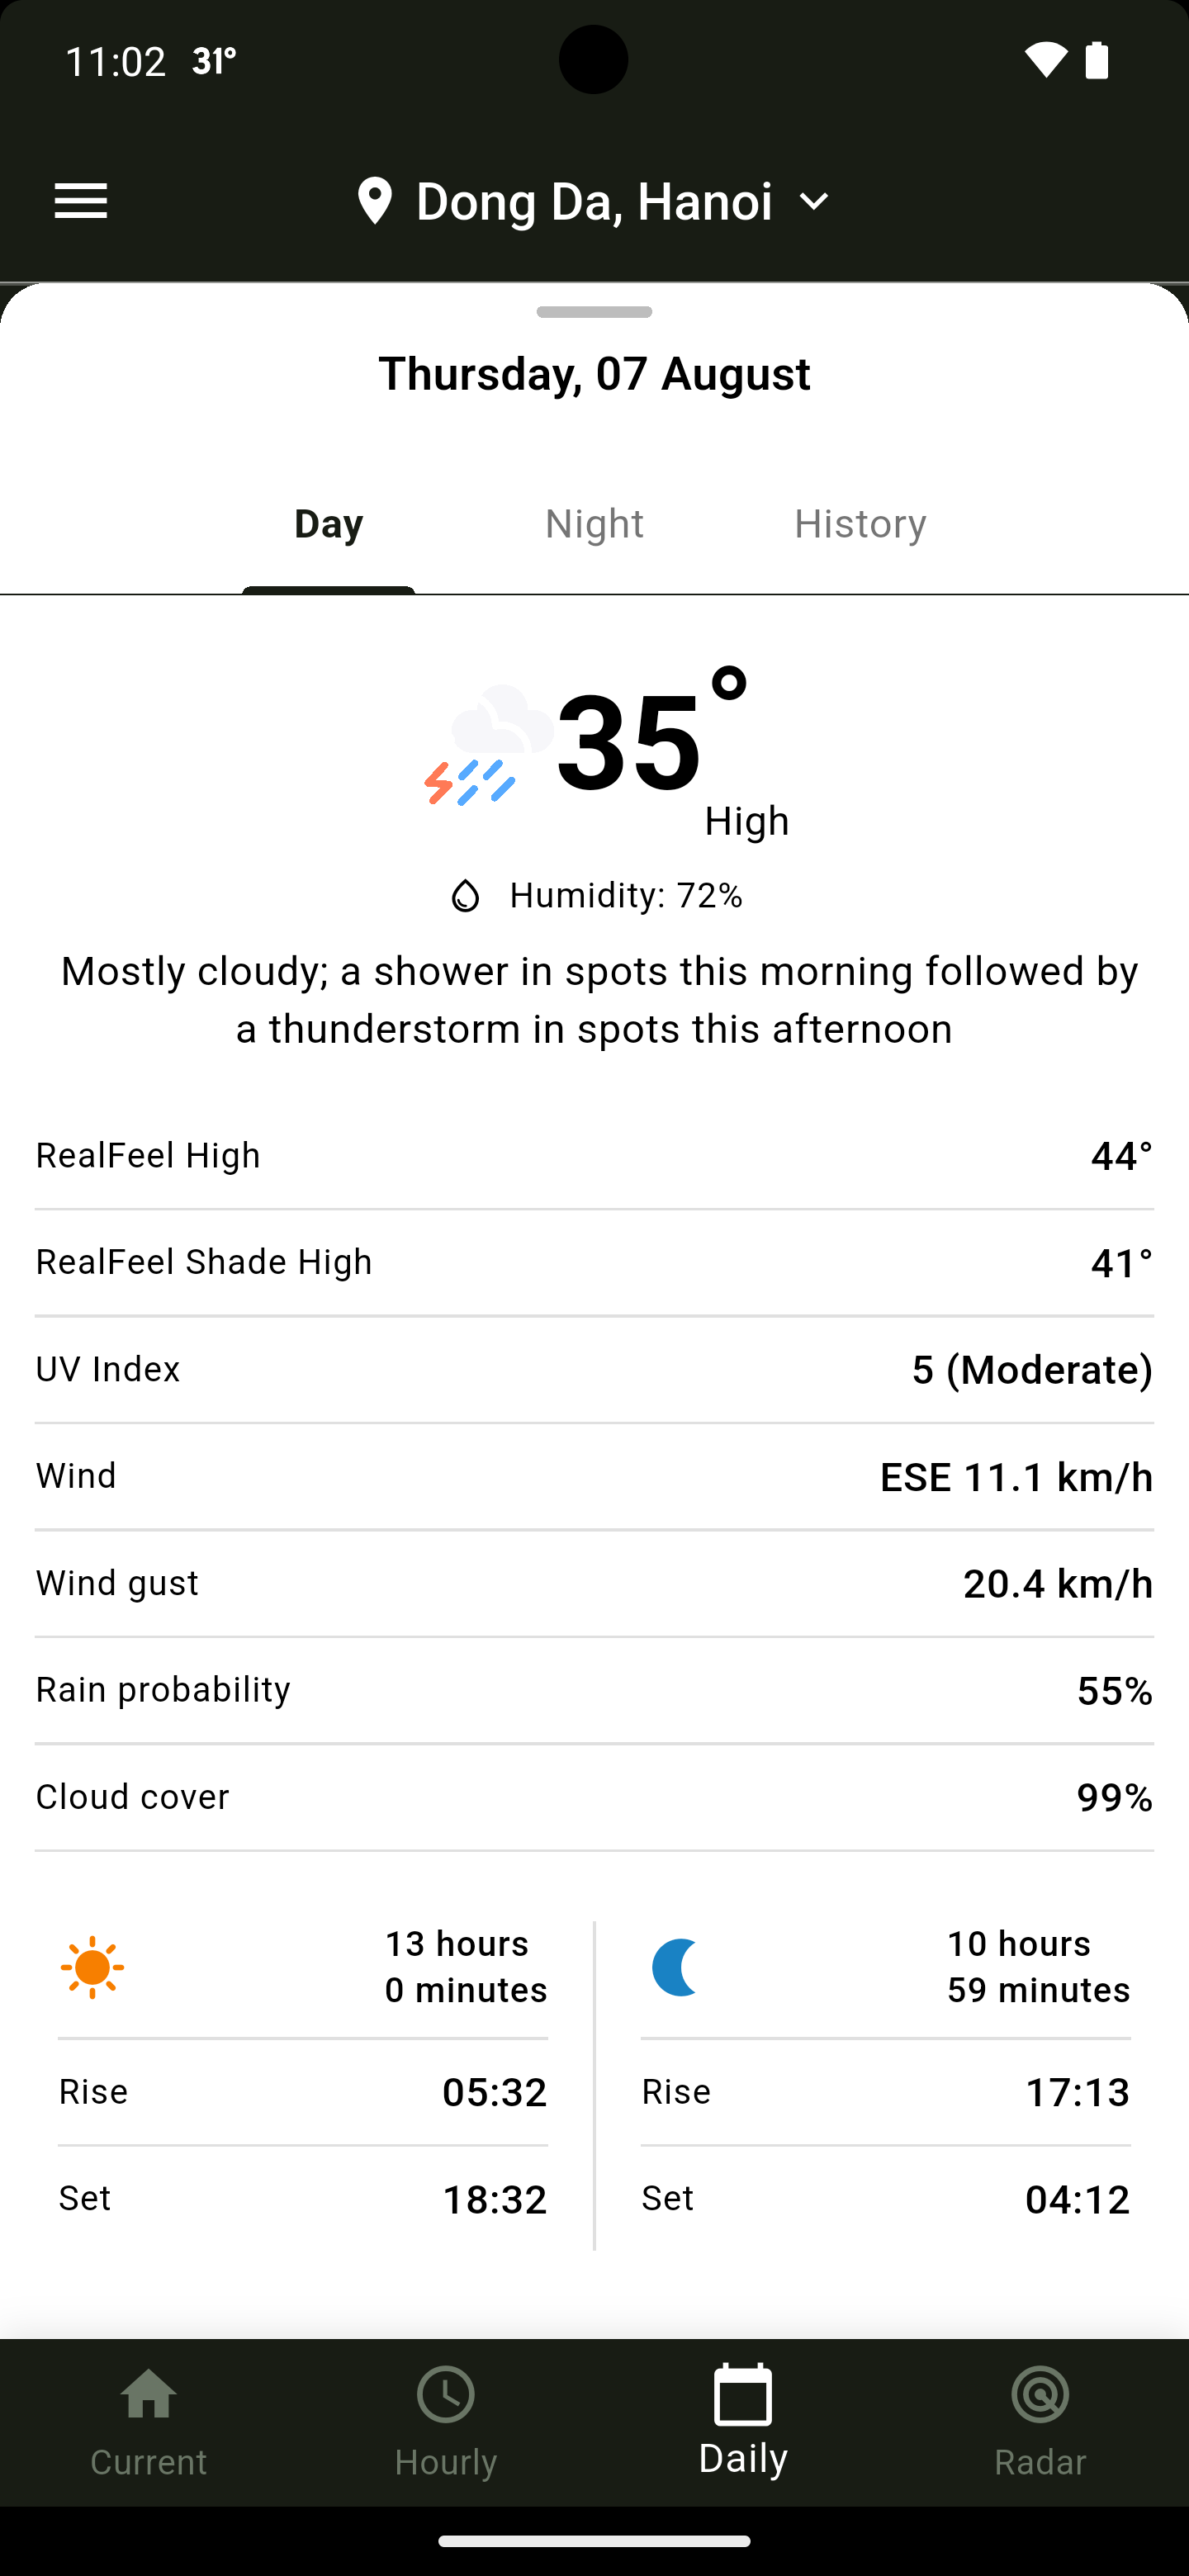 11:02 31°
Dong Da, Hanoi
Thursday, 07 August
Day Night History
35°
High
Humidity: 72%
Mostly cloudy; a shower in spots this morning followed by
a thunderstorm in spots this afternoon
RealFeel High 44°
RealFeel Shade High 41°
UV Index 5 (Moderate)
Wind ESE 11.1 km/h
Wind gust 20.4 km/h
Rain probability 55%
Cloud cover 99%
13 hours
0 minutes
Rise 05:32
Set 18:32
10 hours
59 minutes
Rise 17:13
Set 04:12
Current Hourly Daily Radar